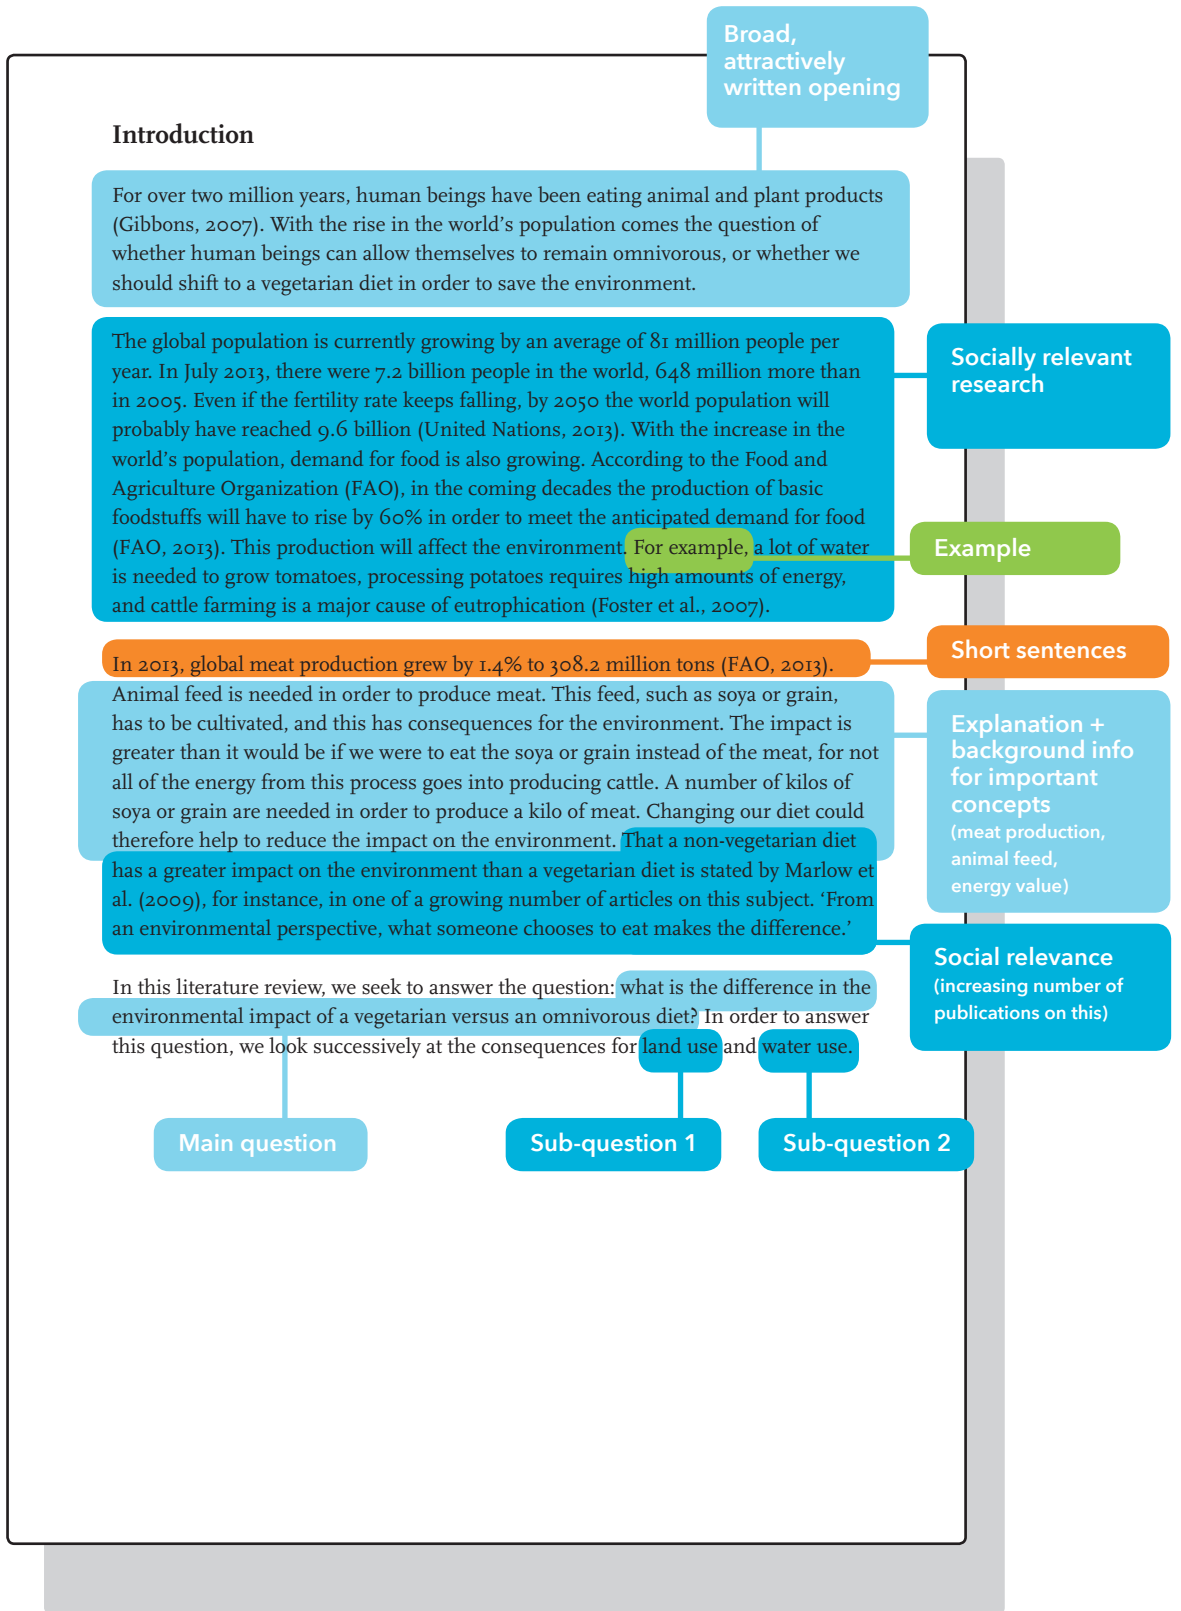 Broad,
attractively
written opening
Introduction
For over two million years, human beings have been eating animal and plant products
(Gibbons, 2007). With the rise in the world’s population comes the question of
whether human beings can allow themselves to remain omnivorous, or whether we
should shift to a vegetarian diet in order to save the environment.
The global population is currently growing by an average of 81 million people per
year. In July 2013, there were 7.2 billion people in the world, 648 million more than
in 2005. Even if the fertility rate keeps falling, by 2050 the world population will
probably have reached 9.6 billion (United Nations, 2013). With the increase in the
world’s population, demand for food is also growing. According to the Food and
Agriculture Organization (FAO), in the coming decades the production of basic
foodstuffs will have to rise by 60% in order to meet the anticipated demand for food
(FAO, 2013). This production will affect the environment. For example, a lot of water
is needed to grow tomatoes, processing potatoes requires high amounts of energy,
and cattle farming is a major cause of eutrophication (Foster et al., 2007).
Socially relevant
research
Example
In 2013, global meat production grew by 1.4% to 308.2 million tons (FAO, 2013).
Animal feed is needed in order to produce meat. This feed, such as soya or grain,
has to be cultivated, and this has consequences for the environment. The impact is
greater than it would be if we were to eat the soya or grain instead of the meat, for not
all of the energy from this process goes into producing cattle. A number of kilos of
soya or grain are needed in order to produce a kilo of meat. Changing our diet could
therefore help to reduce the impact on the environment. That a non-vegetarian diet
has a greater impact on the environment than a vegetarian diet is stated by Marlow et
al. (2009), for instance, in one of a growing number of articles on this subject. ‘From
an environmental perspective, what someone chooses to eat makes the difference.’
Short sentences
Explanation +
background info
for important
concepts
(meat production,
animal feed,
energy value)
Social relevance
(increasing number of
publications on this)
In this literature review, we seek to answer the question: what is the difference in the
environmental impact of a vegetarian versus an omnivorous diet? In order to answer
this question, we look successively at the consequences for land use and water use.
Main question
Sub-question 1
Sub-question 2